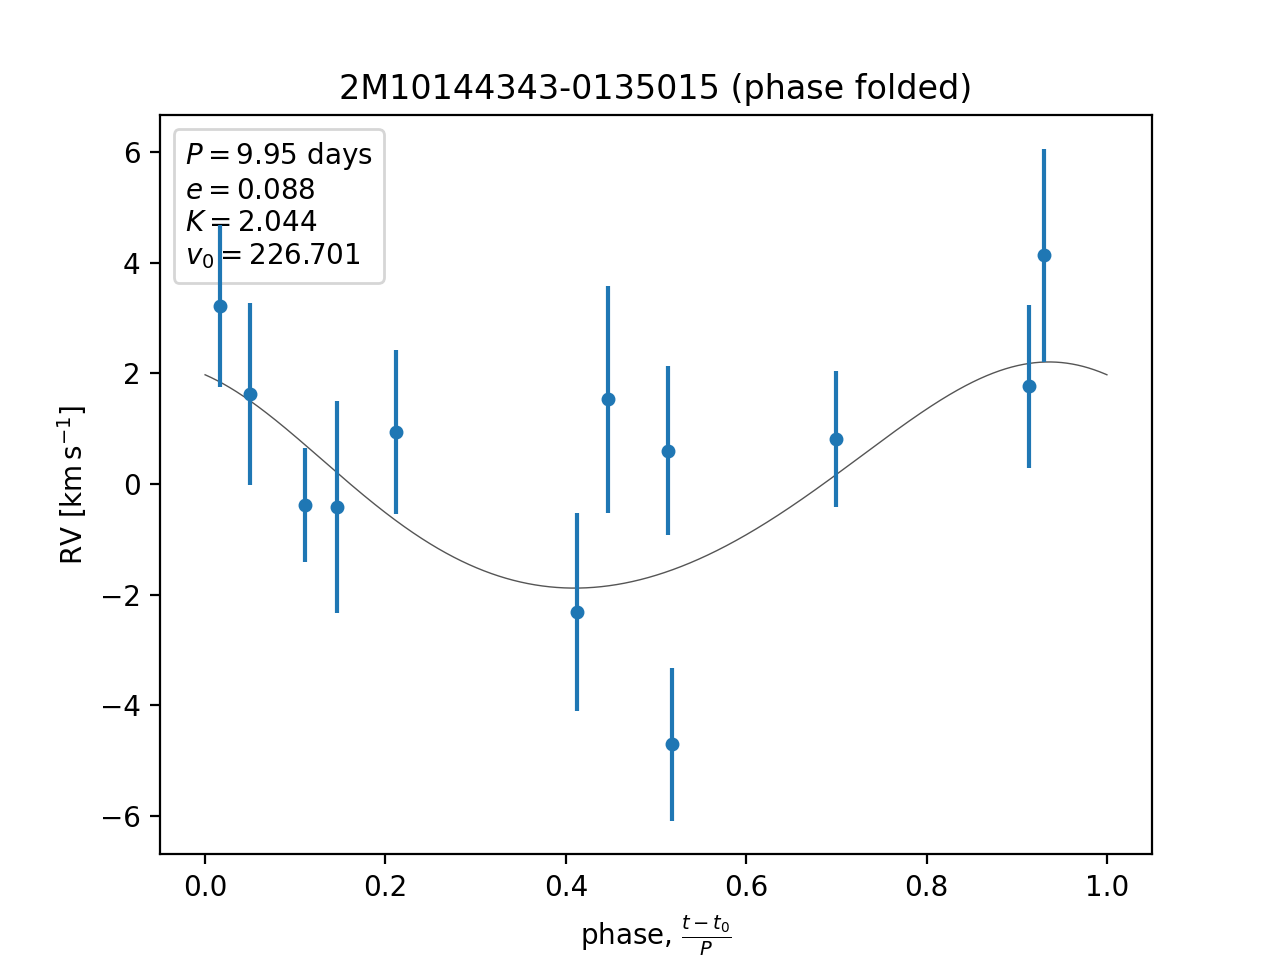 2M10144343-0135015 (phase folded)
P = 9.95 days
e = 0.088
K = 2.044
v₀ = 226.701
RV [km s⁻¹]
6
4
2
0
−2
−4
−6
0.0 0.2 0.4 0.6 0.8 1.0
phase, (t − t₀)/P